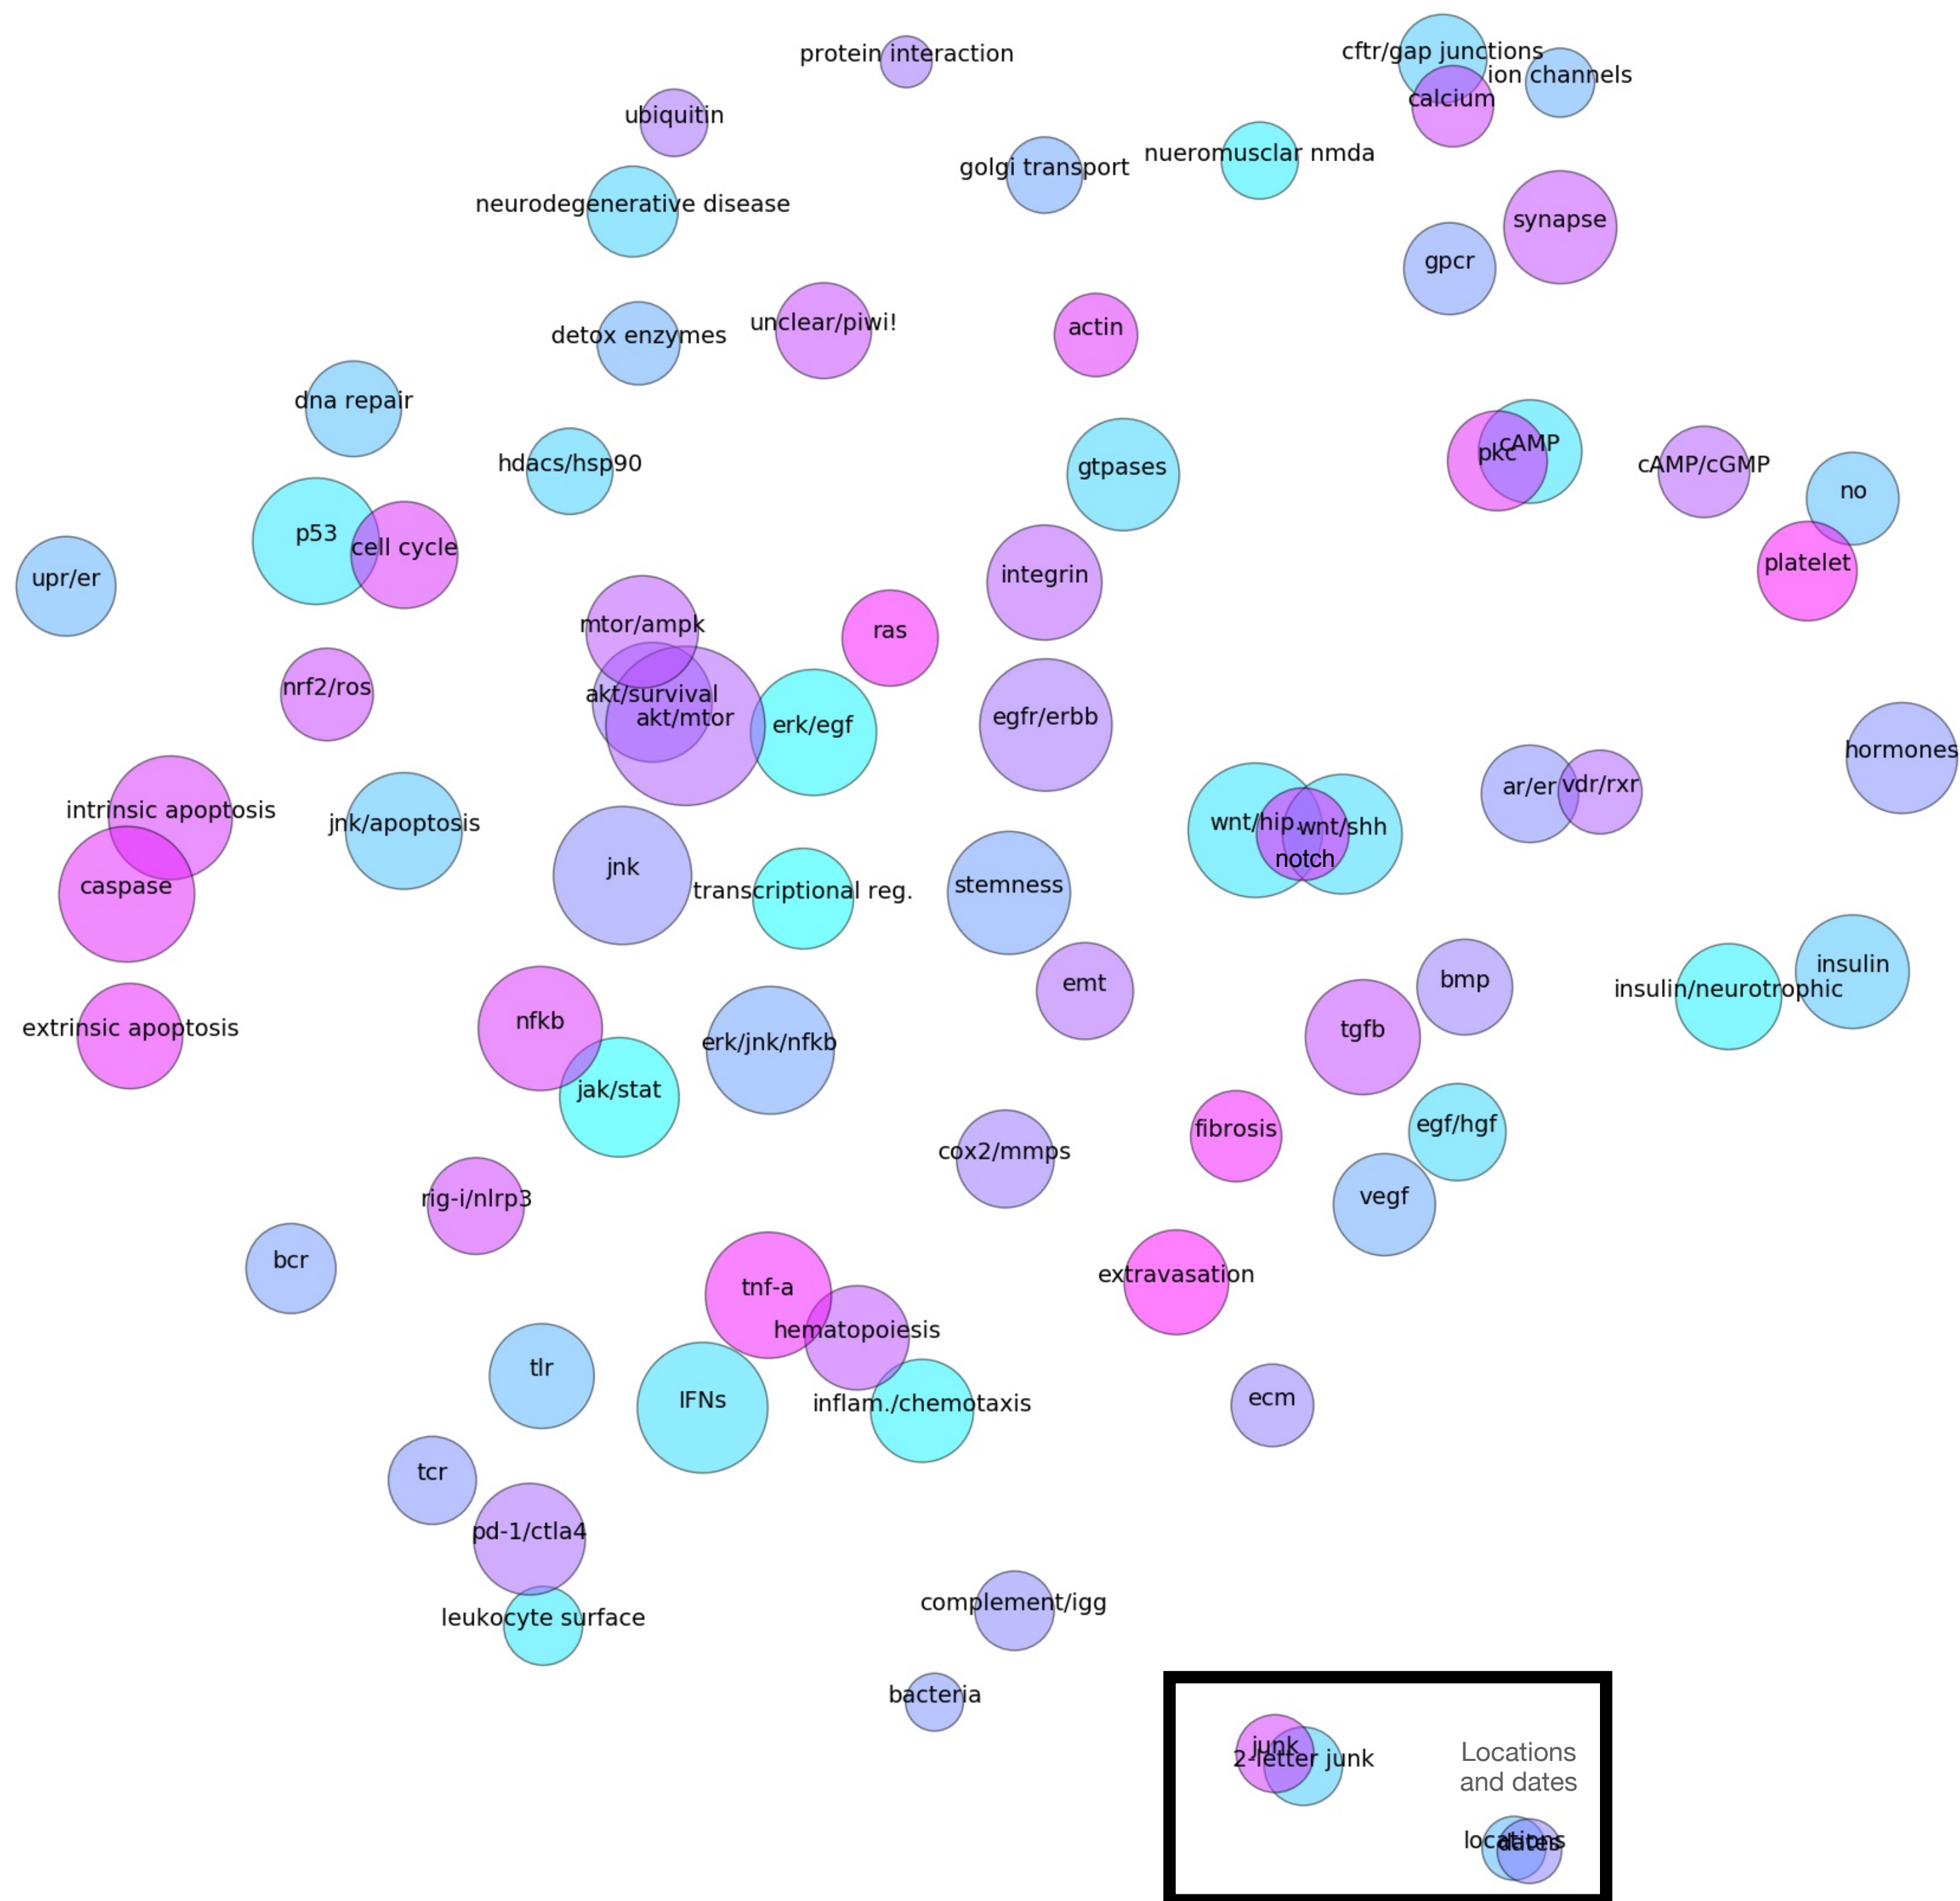 cftr/gap junctions
protein interaction
ion channels
calcium
ubiquitin
nueromusclar nmda
golgi transport
neurodegenerative disease
synapse
gpcr
unclear/piwi!
actin
detox enzymes
dna repair
cAMP
pkc
hdacs/hsp90
cAMP/cGMP
gtpases
no
p53
cell cycle
platelet
integrin
upr/er
mtor/ampk
ras
nrf2/ros
akt/survival
akt/mtor
egfr/erbb
erk/egf
hormones
vdr/rxr
ar/er
intrinsic apoptosis
wnt/hip.
jnk/apoptosis
wnt/shh
notch
jnk
stemness
caspase
transcriptional reg.
insulin
bmp
emt
insulin/neurotrophic
nfkb
extrinsic apoptosis
tgfb
erk/jnk/nfkb
jak/stat
egf/hgf
fibrosis
cox2/mmps
vegf
rig-i/nlrp3
bcr
extravasation
tnf-a
hematopoiesis
tlr
ecm
IFNs
inflam./chemotaxis
tcr
pd-1/ctla4
complement/igg
leukocyte surface
bacteria
junk
2-letter junk
Locations
and dates
locations
dates